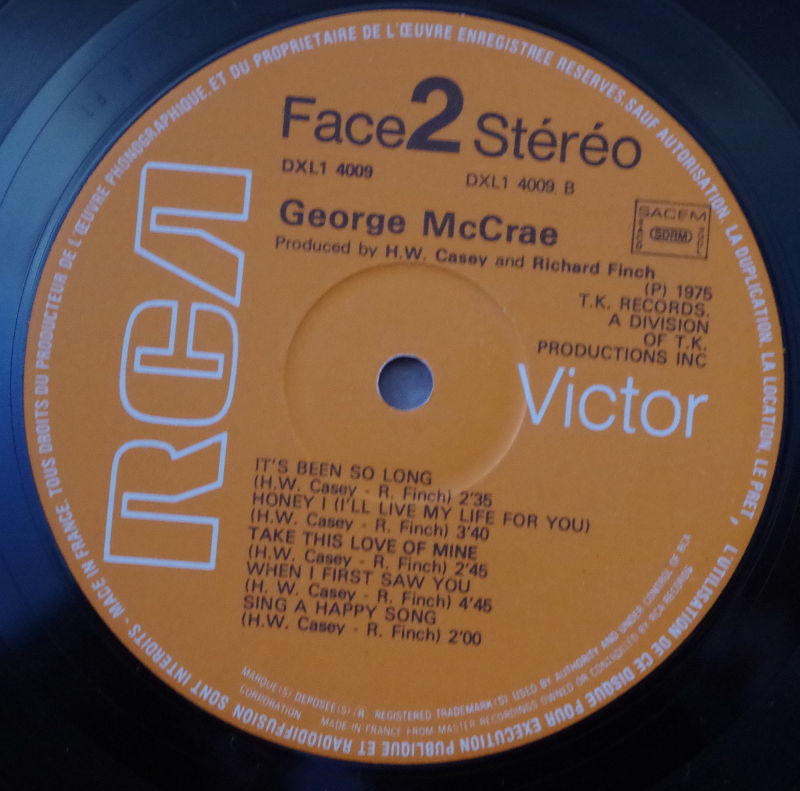 TOUS DROITS DU PRODUCTEUR DE L'ŒUVRE PHONOGRAPHIQUE ET DU PROPRIETAIRE DE L'ŒUVRE ENREGISTREE RESERVES. SAUF AUTORISATION, LA DUPLICATION, LA LOCATION, LE PRET, L'UTILISATION DE CE DISQUE POUR EXECUTION PUBLIQUE ET RADIODIFFUSION SONT INTERDITS - MADE IN FRANCE.
Face 2 Stéréo
DXL1 4009
DXL1 4009 B
George McCrae
SACEM
SDRM
Produced by H.W. Casey and Richard Finch
(P) 1975
T.K. RECORDS.
A DIVISION
OF T.K.
PRODUCTIONS INC
RCA
Victor
IT'S BEEN SO LONG
(H.W. Casey - R. Finch) 2'35
HONEY I (I'LL LIVE MY LIFE FOR YOU)
(H.W. Casey - R. Finch) 3'40
TAKE THIS LOVE OF MINE
(H.W. Casey - R. Finch) 2'45
WHEN I FIRST SAW YOU
(H. W. Casey - R. Finch) 4'45
SING A HAPPY SONG
(H.W. Casey - R. Finch) 2'00
MARQUE(S) DEPOSEE(S) (R. REGISTERED TRADEMARK(S) USED BY AUTHORITY AND UNDER CONTROL OF RCA
CORPORATION MADE IN FRANCE FROM MASTER RECORDINGS OWNED OR CONTROLLED BY RCA RECORDS